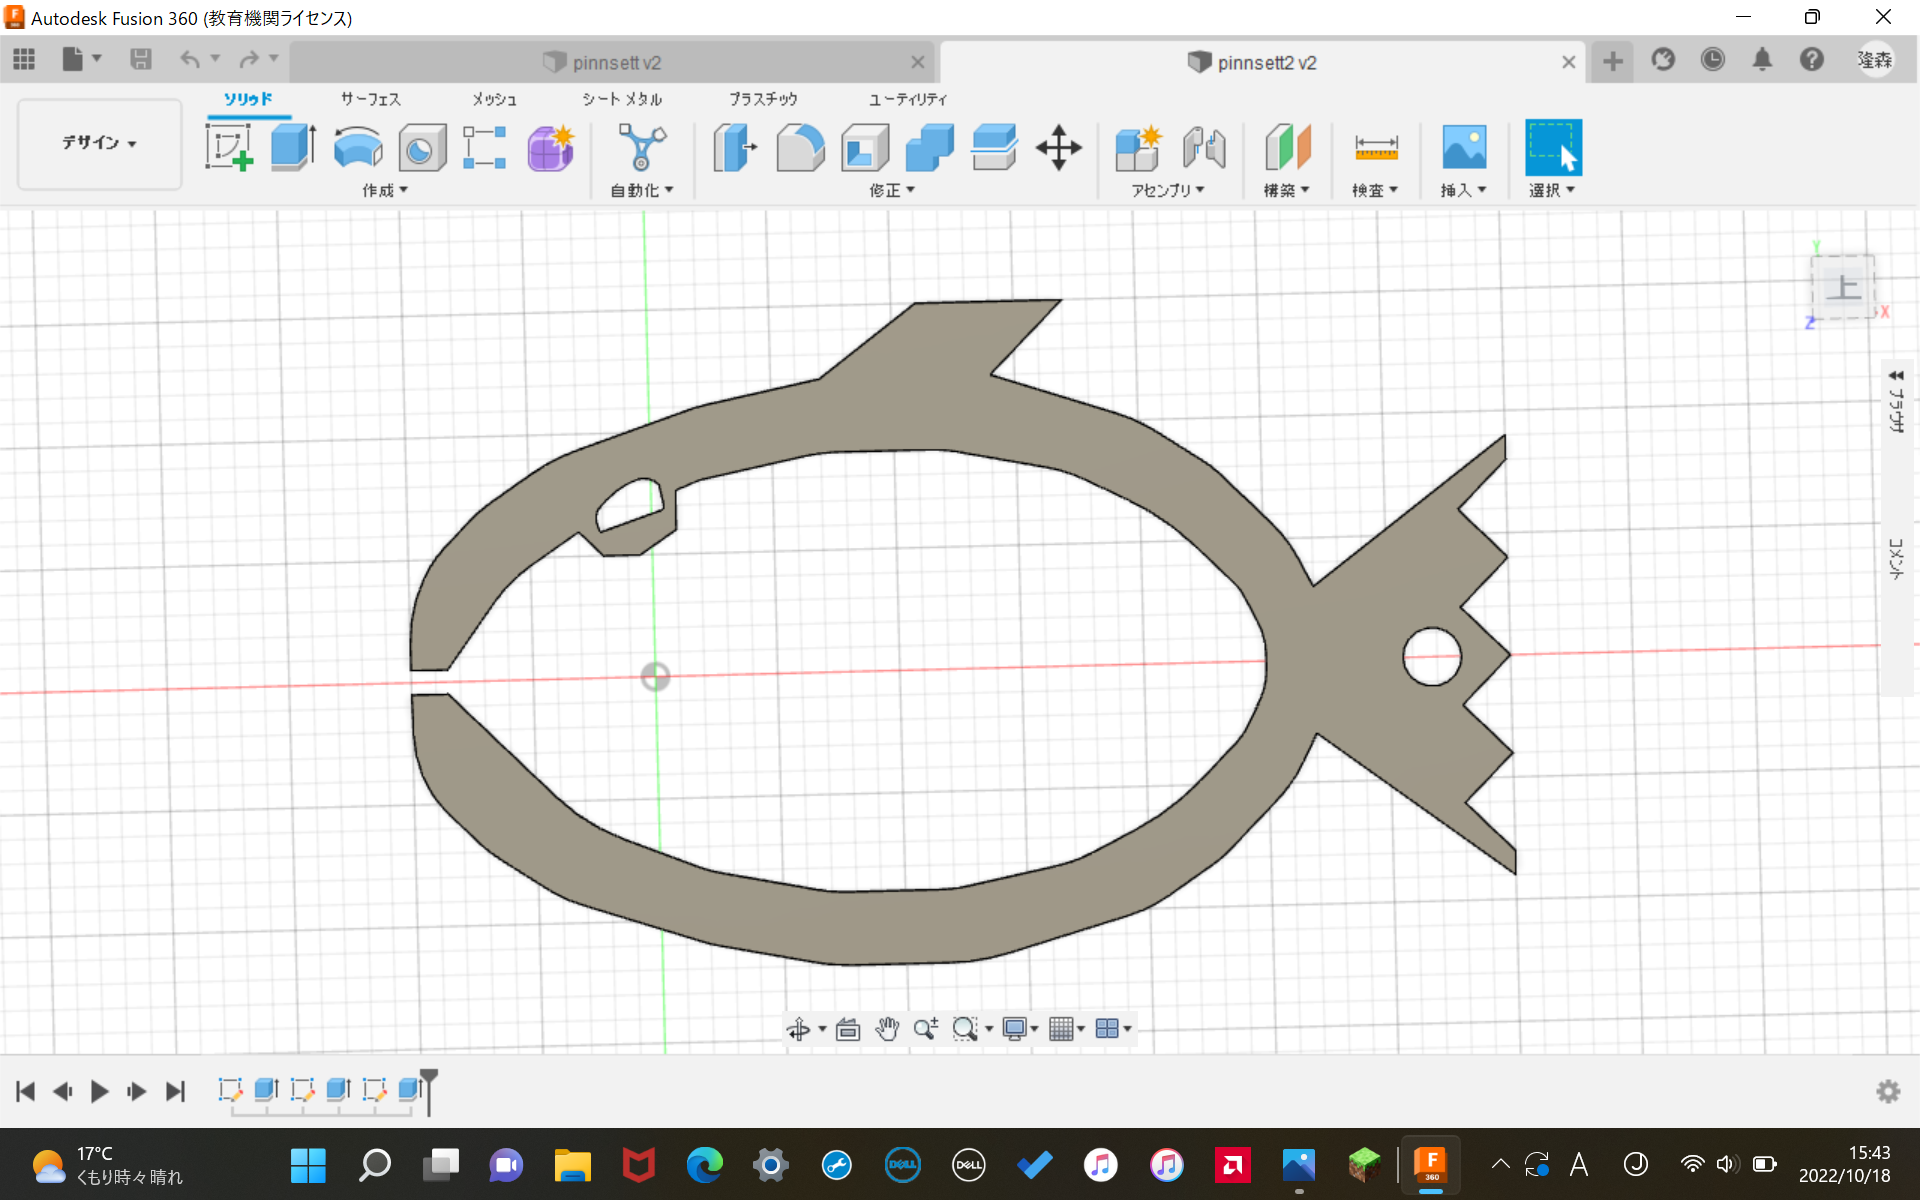 Autodesk Fusion 360 (教育機関ライセンス)
pinnsett v2
pinnsett2 v2
隆森
デザイン
ソリッド
サーフェス
メッシュ
シート メタル
プラスチック
ユーティリティ
作成
自動化
修正
アセンブリ
構築
検査
挿入
選択
上
Y
X
Z
ブラウザ
コメント
17°C
くもり時々晴れ
DELL
DELL
F
360
A
J
15:43
2022/10/18